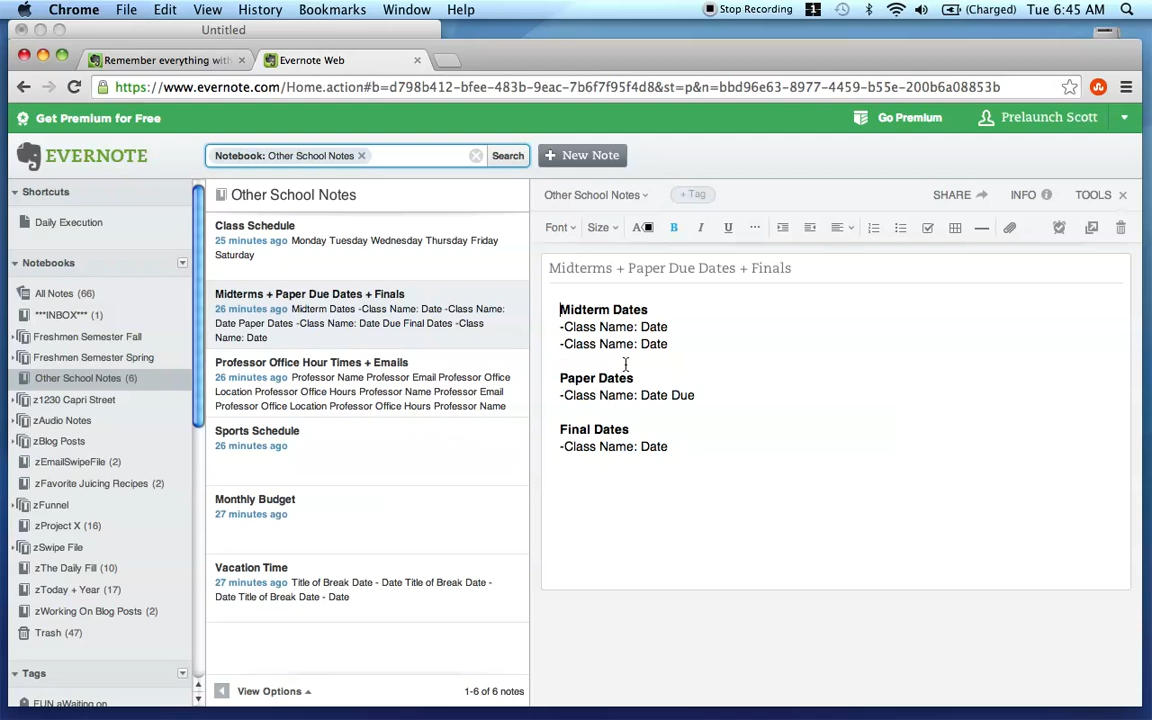 Chrome File Edit View History Bookmarks Window Help Stop Recording 1 (Charged) Tue 6:45 AM
Untitled
Remember everything with Evernote Web
https://www.evernote.com/Home.action#b=d798b412-bfee-483b-9eac-7b6f7f95f4d8&st=p&n=bbd96e63-8977-4459-b55e-200b6a08853b
Get Premium for Free Go Premium Prelaunch Scott
EVERNOTE Notebook: Other School Notes Search + New Note
Shortcuts
Daily Execution
Notebooks
All Notes (66)
***INBOX*** (1)
Freshmen Semester Fall
Freshmen Semester Spring
Other School Notes (6)
z1230 Capri Street
zAudio Notes
zBlog Posts
zEmailSwipeFile (2)
zFavorite Juicing Recipes (2)
zFunnel
zProject X (16)
zSwipe File
zThe Daily Fill (10)
zToday + Year (17)
zWorking On Blog Posts (2)
Trash (47)
Tags
FUN aWaiting on
Other School Notes
Class Schedule
25 minutes ago Monday Tuesday Wednesday Thursday Friday
Saturday
Midterms + Paper Due Dates + Finals
26 minutes ago Midterm Dates -Class Name: Date -Class Name:
Date Paper Dates -Class Name: Date Due Final Dates -Class
Name: Date
Professor Office Hour Times + Emails
26 minutes ago Professor Name Professor Email Professor Office
Location Professor Office Hours Professor Name Professor Email
Professor Office Location Professor Office Hours Professor Name
Sports Schedule
26 minutes ago
Monthly Budget
27 minutes ago
Vacation Time
27 minutes ago Title of Break Date - Date Title of Break Date -
Date Title of Break Date - Date
View Options 1-6 of 6 notes
Other School Notes + Tag SHARE INFO TOOLS
Font Size A B I U ...
Midterms + Paper Due Dates + Finals
Midterm Dates
-Class Name: Date
-Class Name: Date
Paper Dates
-Class Name: Date Due
Final Dates
-Class Name: Date